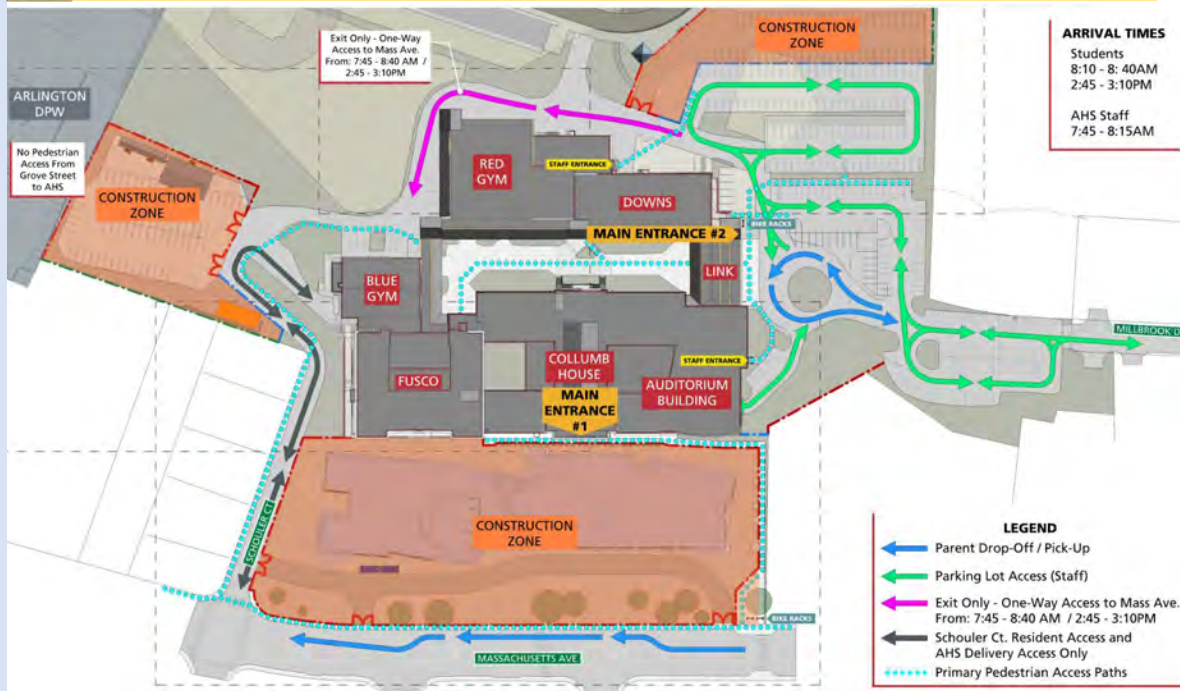 Exit Only - One-Way
Access to Mass Ave.
From: 7:45 - 8:40 AM /
2:45 - 3:10PM
CONSTRUCTION
ZONE
ARRIVAL TIMES
Students
8:10 - 8: 40AM
2:45 - 3:10PM
AHS Staff
7:45 - 8:15AM
ARLINGTON
DPW
No Pedestrian
Access From
Grove Street
to AHS
CONSTRUCTION
ZONE
RED
GYM
STAFF ENTRANCE
DOWNS
BIKE RACKS
MAIN ENTRANCE #2
LINK
BLUE
GYM
MILLBROOK D
FUSCO
COLLUMB
HOUSE
STAFF ENTRANCE
AUDITORIUM
BUILDING
MAIN
ENTRANCE
#1
SCHOULER CT
CONSTRUCTION
ZONE
BIKE RACKS
MASSACHUSETTS AVE
LEGEND
Parent Drop-Off / Pick-Up
Parking Lot Access (Staff)
Exit Only - One-Way Access to Mass Ave.
From: 7:45 - 8:40 AM / 2:45 - 3:10PM
Schouler Ct. Resident Access and
AHS Delivery Access Only
Primary Pedestrian Access Paths